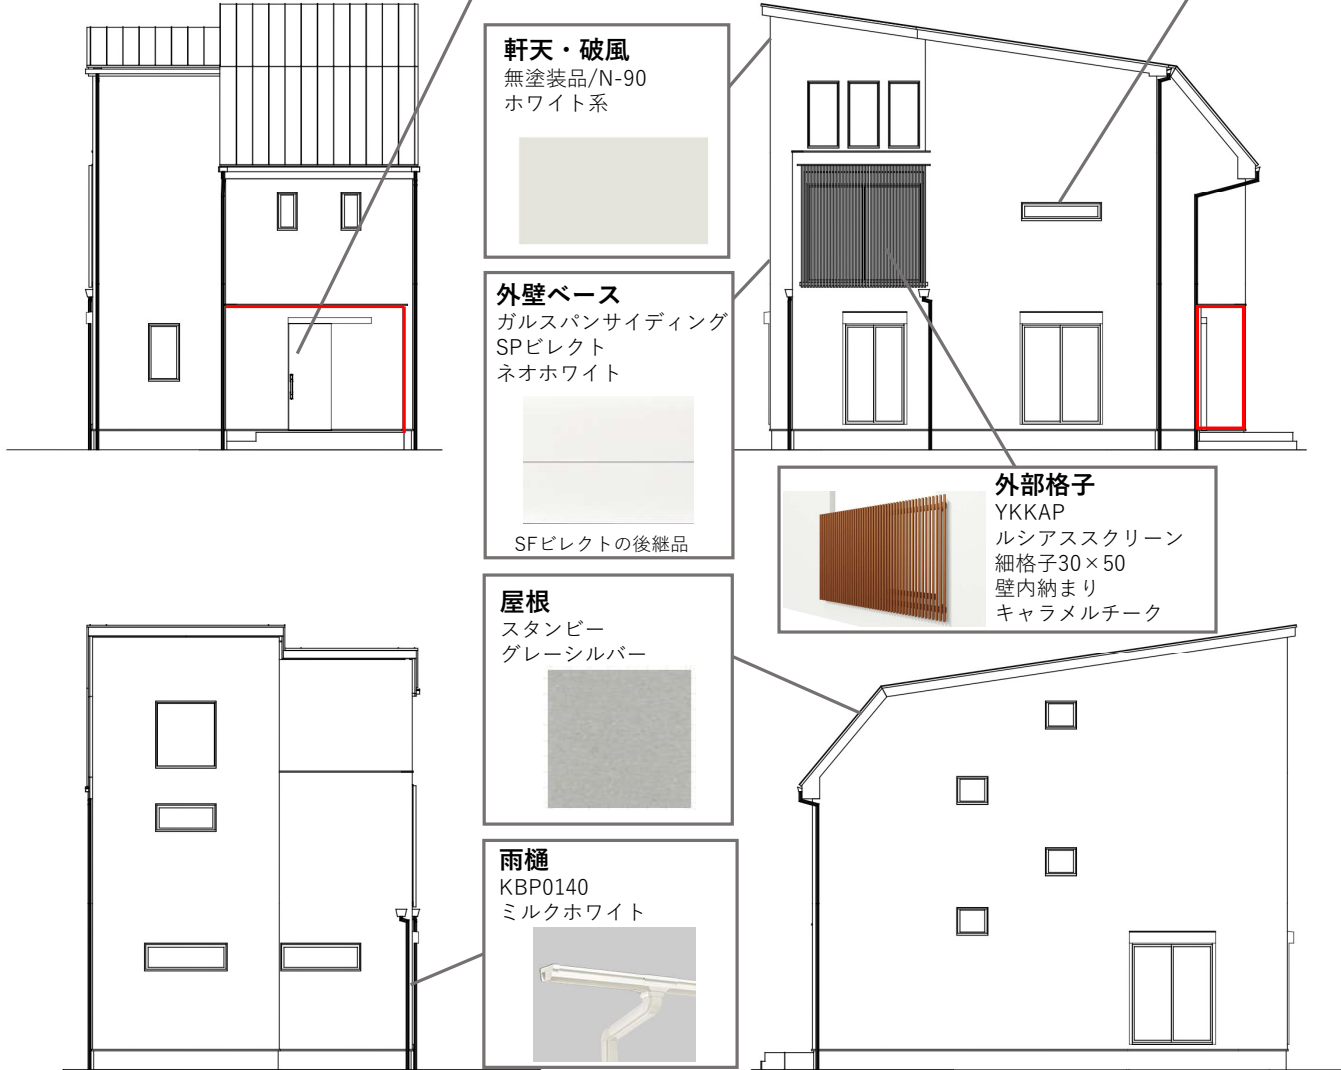 軒天・破風
無塗装品/N-90
ホワイト系
外壁ベース
ガルスパンサイディング
SPビレクト
ネオホワイト
SFビレクトの後継品
外部格子
YKKAP
ルシアススクリーン
細格子30×50
壁内納まり
キャラメルチーク
屋根
スタンビー
グレーシルバー
雨樋
KBP0140
ミルクホワイト